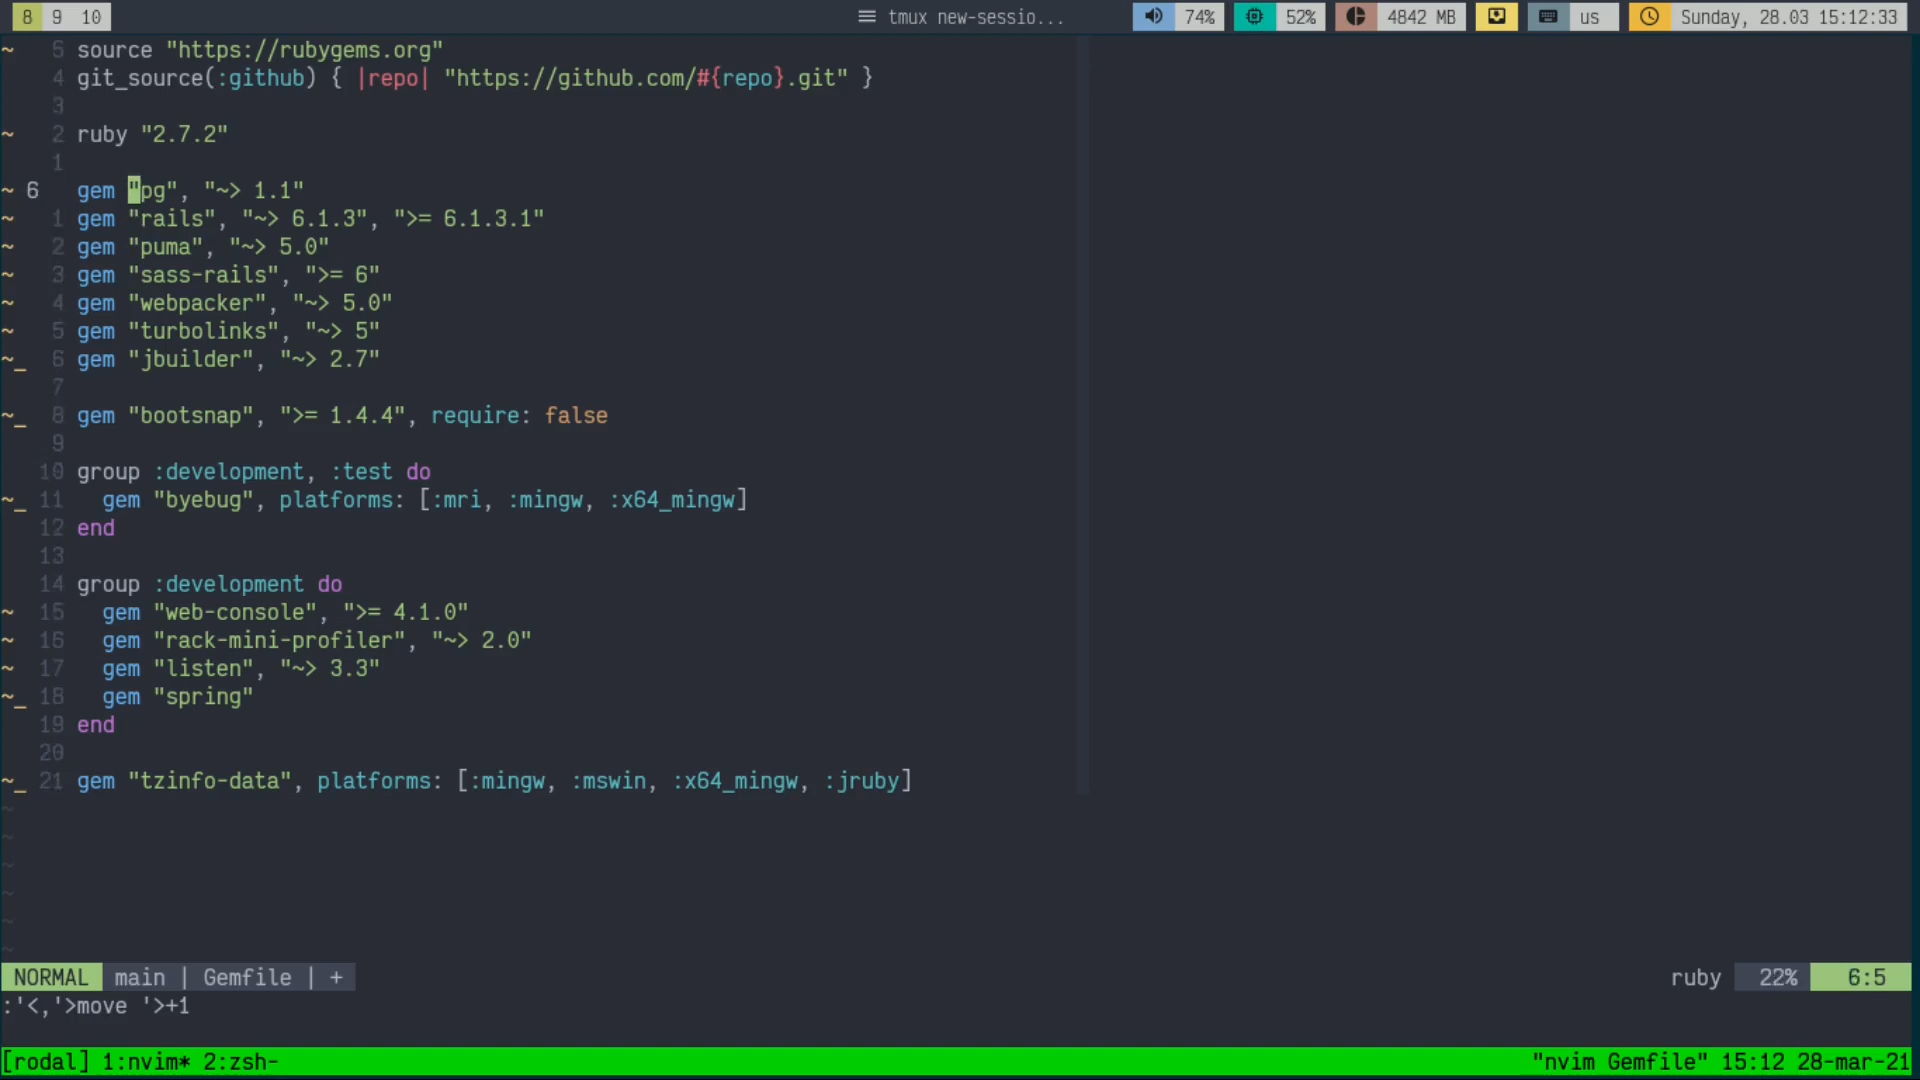 8 9 10 ≡ tmux new-sessio... 74% 52% 4842 MB us Sunday, 28.03 15:12:33
~ 5 source "https://rubygems.org"
4 git_source(:github) { |repo| "https://github.com/#{repo}.git" }
3
~ 2 ruby "2.7.2"
1
~ 6 gem "pg", "~> 1.1"
~ 1 gem "rails", "~> 6.1.3", ">= 6.1.3.1"
~ 2 gem "puma", "~> 5.0"
~ 3 gem "sass-rails", ">= 6"
~ 4 gem "webpacker", "~> 5.0"
~ 5 gem "turbolinks", "~> 5"
~_ 6 gem "jbuilder", "~> 2.7"
7
~_ 8 gem "bootsnap", ">= 1.4.4", require: false
9
10 group :development, :test do
~_ 11 gem "byebug", platforms: [:mri, :mingw, :x64_mingw]
12 end
13
14 group :development do
~ 15 gem "web-console", ">= 4.1.0"
~ 16 gem "rack-mini-profiler", "~> 2.0"
~ 17 gem "listen", "~> 3.3"
~_ 18 gem "spring"
19 end
20
~_ 21 gem "tzinfo-data", platforms: [:mingw, :mswin, :x64_mingw, :jruby]
~
~
~
~
~
~
NORMAL main | Gemfile | + ruby 22% 6:5
:'<,'>move '>+1
[rodal] 1:nvim* 2:zsh- "nvim Gemfile" 15:12 28-mar-21